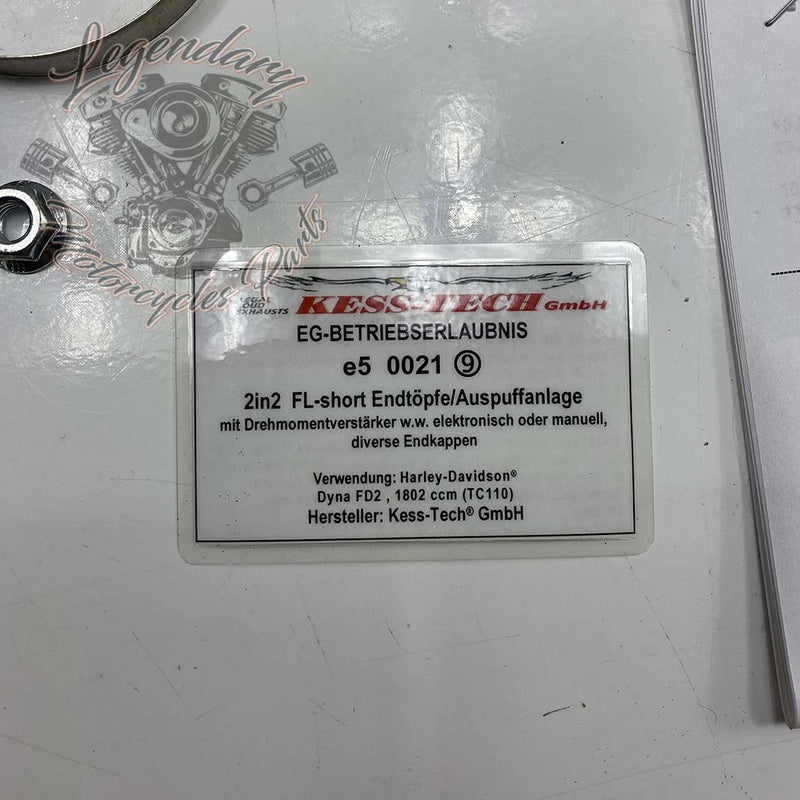 Legendary
Motorcycles Parts
LEGAL
LOUD
EXHAUSTS
KESS-TECH GmbH
EG-BETRIEBSERLAUBNIS
e5 0021 ⑨
2in2 FL-short Endtöpfe/Auspuffanlage
mit Drehmomentverstärker w.w. elektronisch oder manuell,
diverse Endkappen
Verwendung: Harley-Davidson®
Dyna FD2 , 1802 ccm (TC110)
Hersteller: Kess-Tech® GmbH